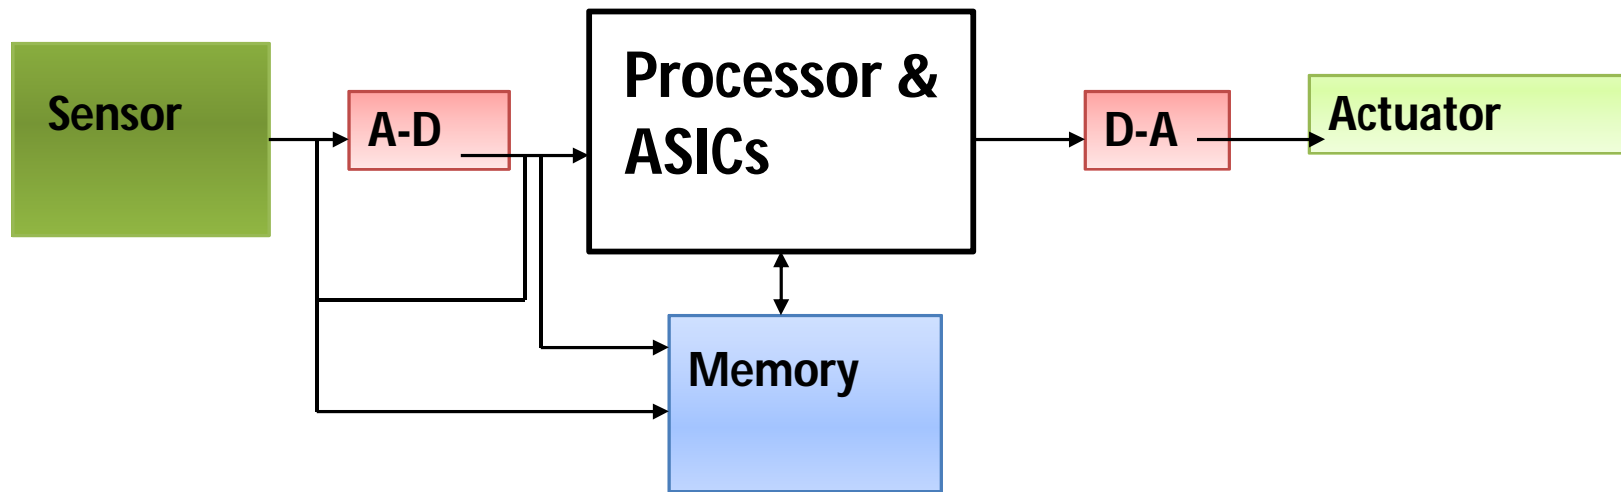 Sensor
A-D
Processor &
ASICs
D-A
Actuator
Memory